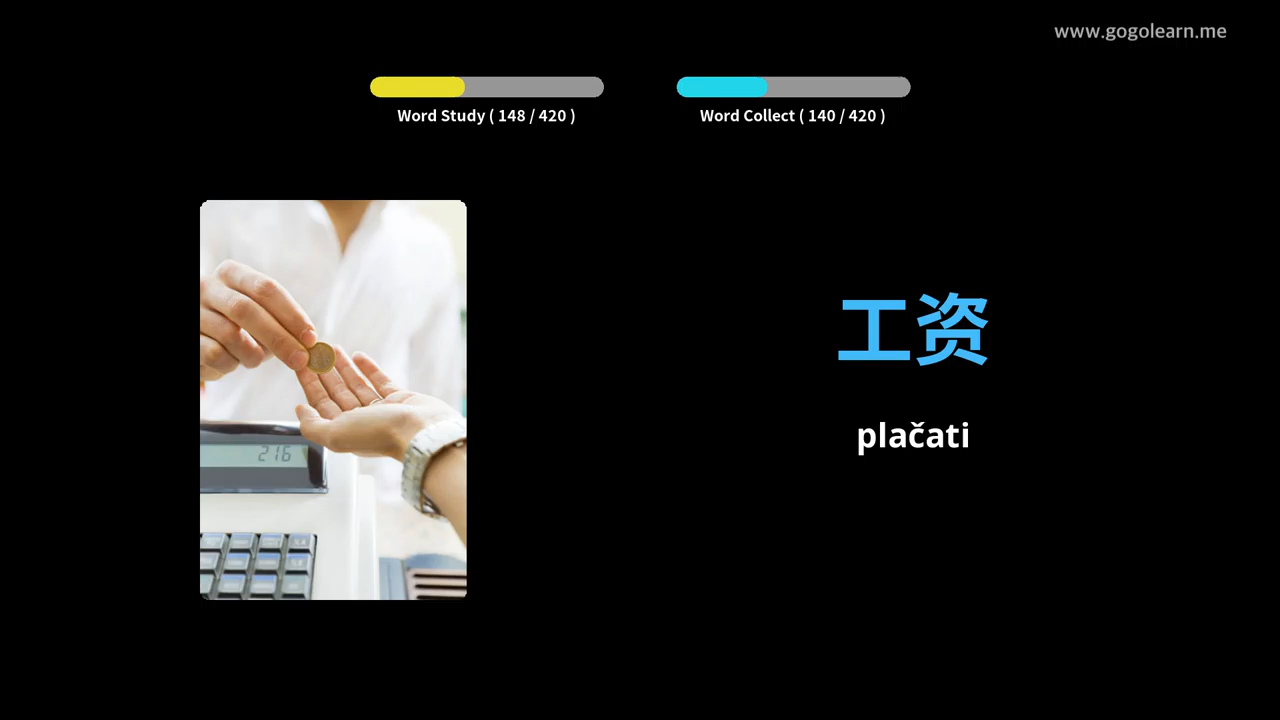 www.gogolearn.me
Word Study ( 148 / 420 )
Word Collect ( 140 / 420 )
216
工资
plačati